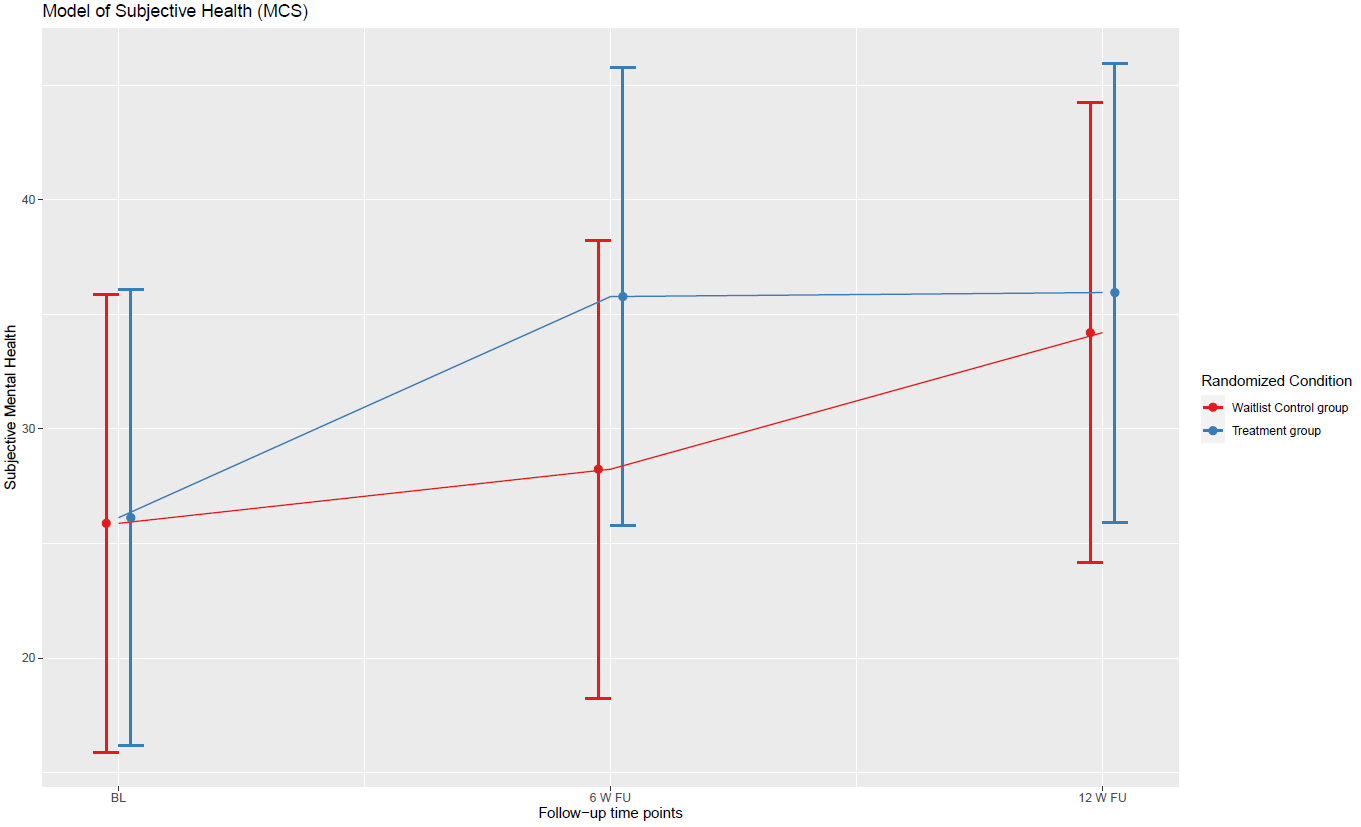 Model of Subjective Health (MCS)
Subjective Mental Health
40
30
20
BL
6 W FU
12 W FU
Follow−up time points
Randomized Condition
Waitlist Control group
Treatment group